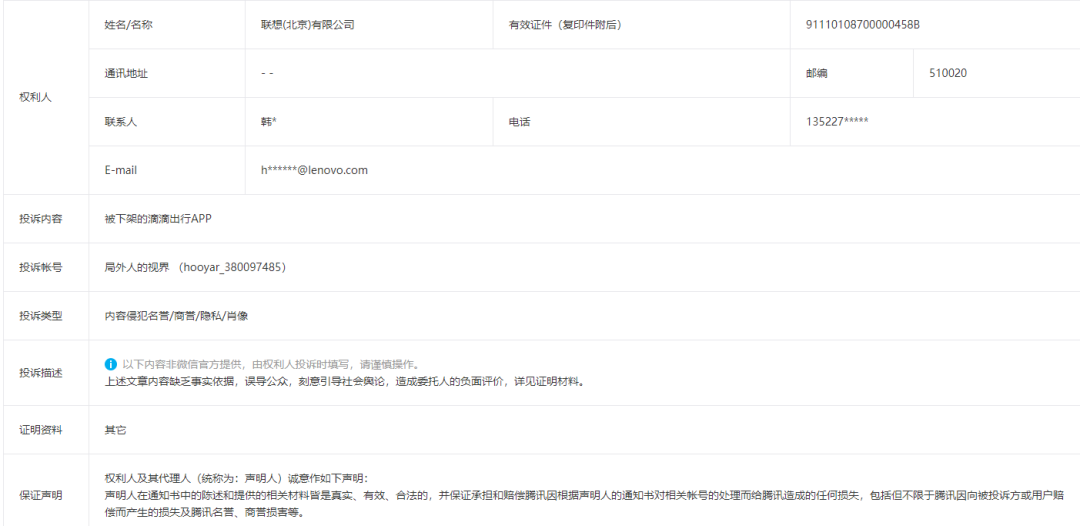 姓名/名称 联想(北京)有限公司 有效证件（复印件附后） 91110108700000458B
通讯地址 - - 邮编 510020
权利人
联系人 韩* 电话 135227*****
E-mail h******@lenovo.com
投诉内容 被下架的滴滴出行APP
投诉帐号 局外人的视界 （hooyar_380097485）
投诉类型 内容侵犯名誉/商誉/隐私/肖像
投诉描述
以下内容非微信官方提供，由权利人投诉时填写，请谨慎操作。
上述文章内容缺乏事实依据，误导公众，刻意引导社会舆论，造成委托人的负面评价，详见证明材料。
证明资料 其它
保证声明
权利人及其代理人（统称为：声明人）诚意作如下声明：
声明人在通知书中的陈述和提供的相关材料皆是真实、有效、合法的，并保证承担和赔偿腾讯因根据声明人的通知书对相关帐号的处理而给腾讯造成的任何损失，包括但不限于腾讯因向被投诉方或用户赔
偿而产生的损失及腾讯名誉、商誉损害等。